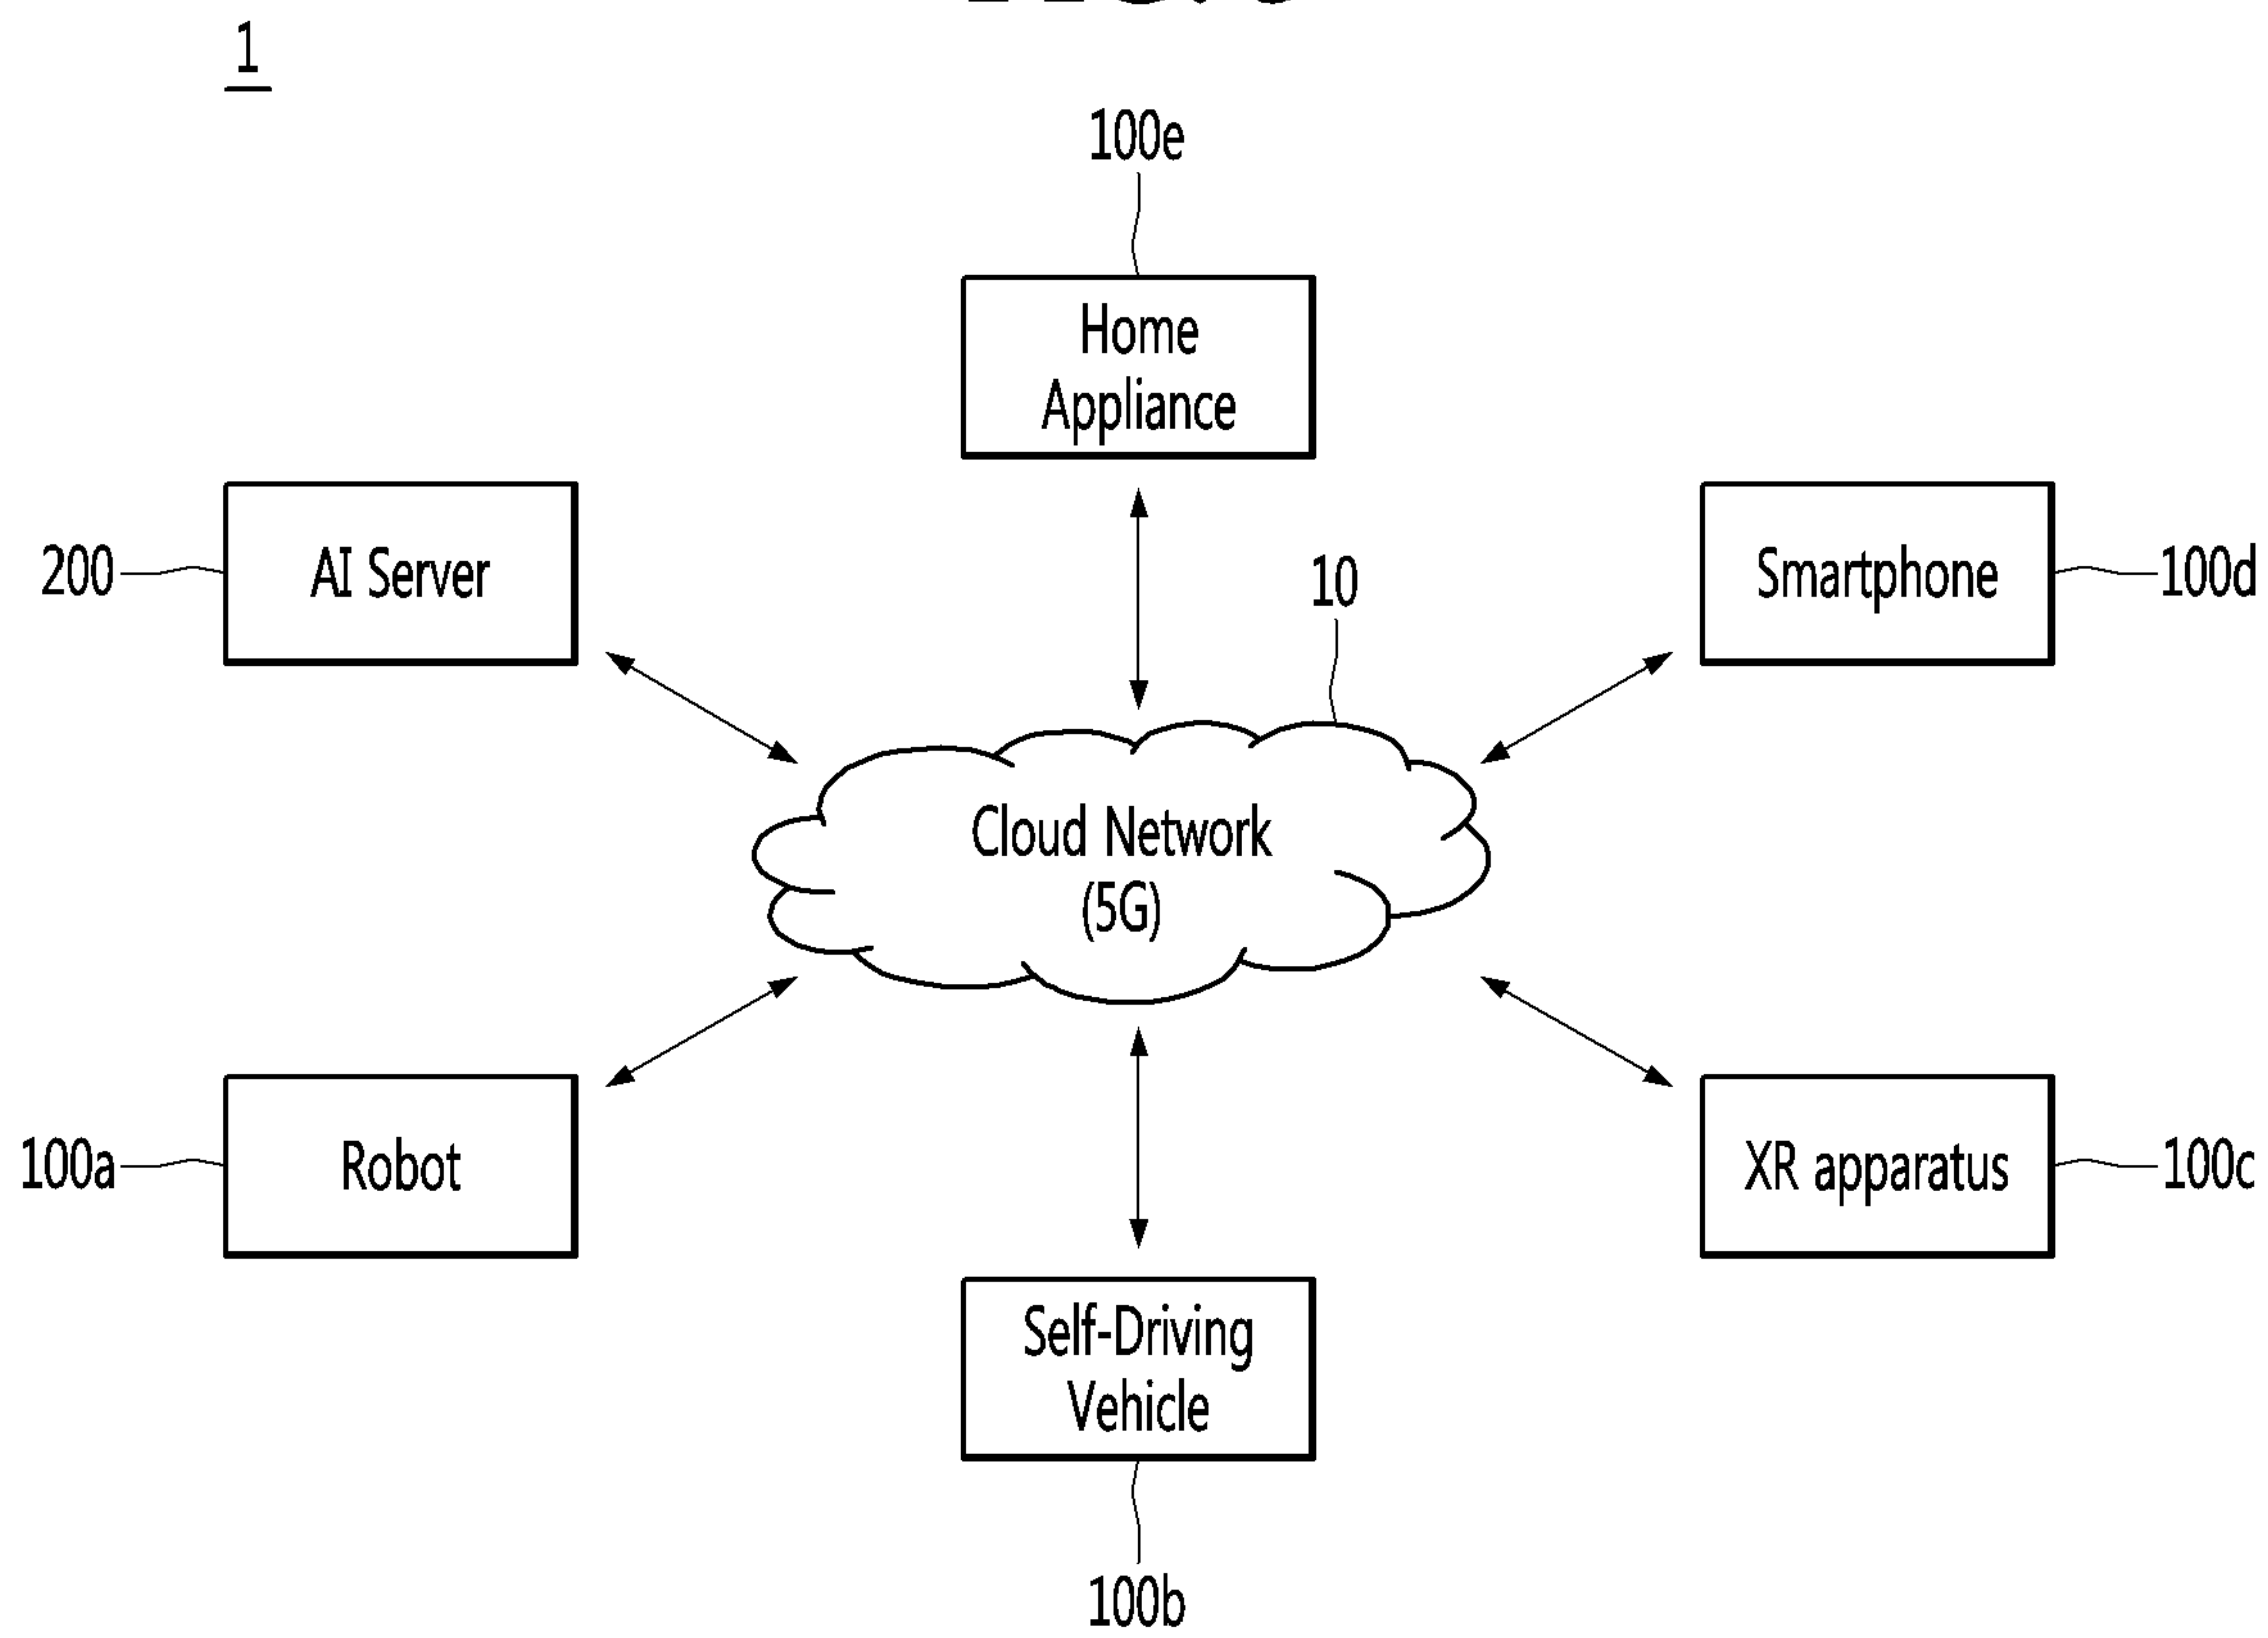 1
100e
Home
Appliance
200
AI Server
Smartphone
100d
10
Cloud Network
(5G)
100a
Robot
XR apparatus
100c
Self-Driving
Vehicle
100b